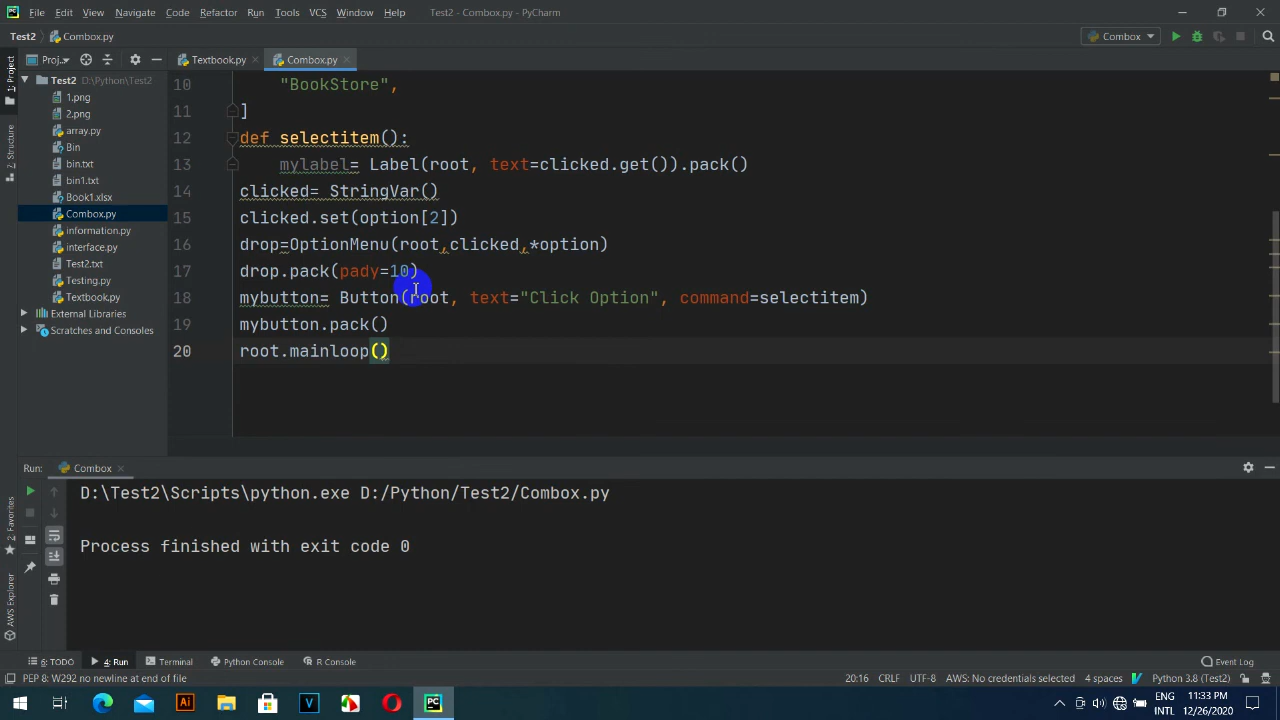 File Edit View Navigate Code Refactor Run Tools VCS Window Help Test2 - Combox.py - PyCharm
Test2 Combox.py Combox
1: Project
Proj...
Textbook.py Combox.py
Test2 D:\Python\Test2
1.png
2.png
array.py
Bin
bin.txt
bin1.txt
Book1.xlsx
Combox.py
information.py
interface.py
Test2.txt
Testing.py
Textbook.py
External Libraries
Scratches and Consoles
Z: Structure
10 "BookStore",
11 ]
12 def selectitem():
13 mylabel= Label(root, text=clicked.get()).pack()
14 clicked= StringVar()
15 clicked.set(option[2])
16 drop=OptionMenu(root,clicked,*option)
17 drop.pack(pady=10)
18 mybutton= Button(root, text="Click Option", command=selectitem)
19 mybutton.pack()
20 root.mainloop()
Run: Combox
D:\Test2\Scripts\python.exe D:/Python/Test2/Combox.py
Process finished with exit code 0
2: Favorites
AWS Explorer
6: TODO 4: Run Terminal Python Console R Console Event Log
PEP 8: W292 no newline at end of file 20:16 CRLF UTF-8 AWS: No credentials selected 4 spaces Python 3.8 (Test2)
ENG 11:33 PM
INTL 12/26/2020